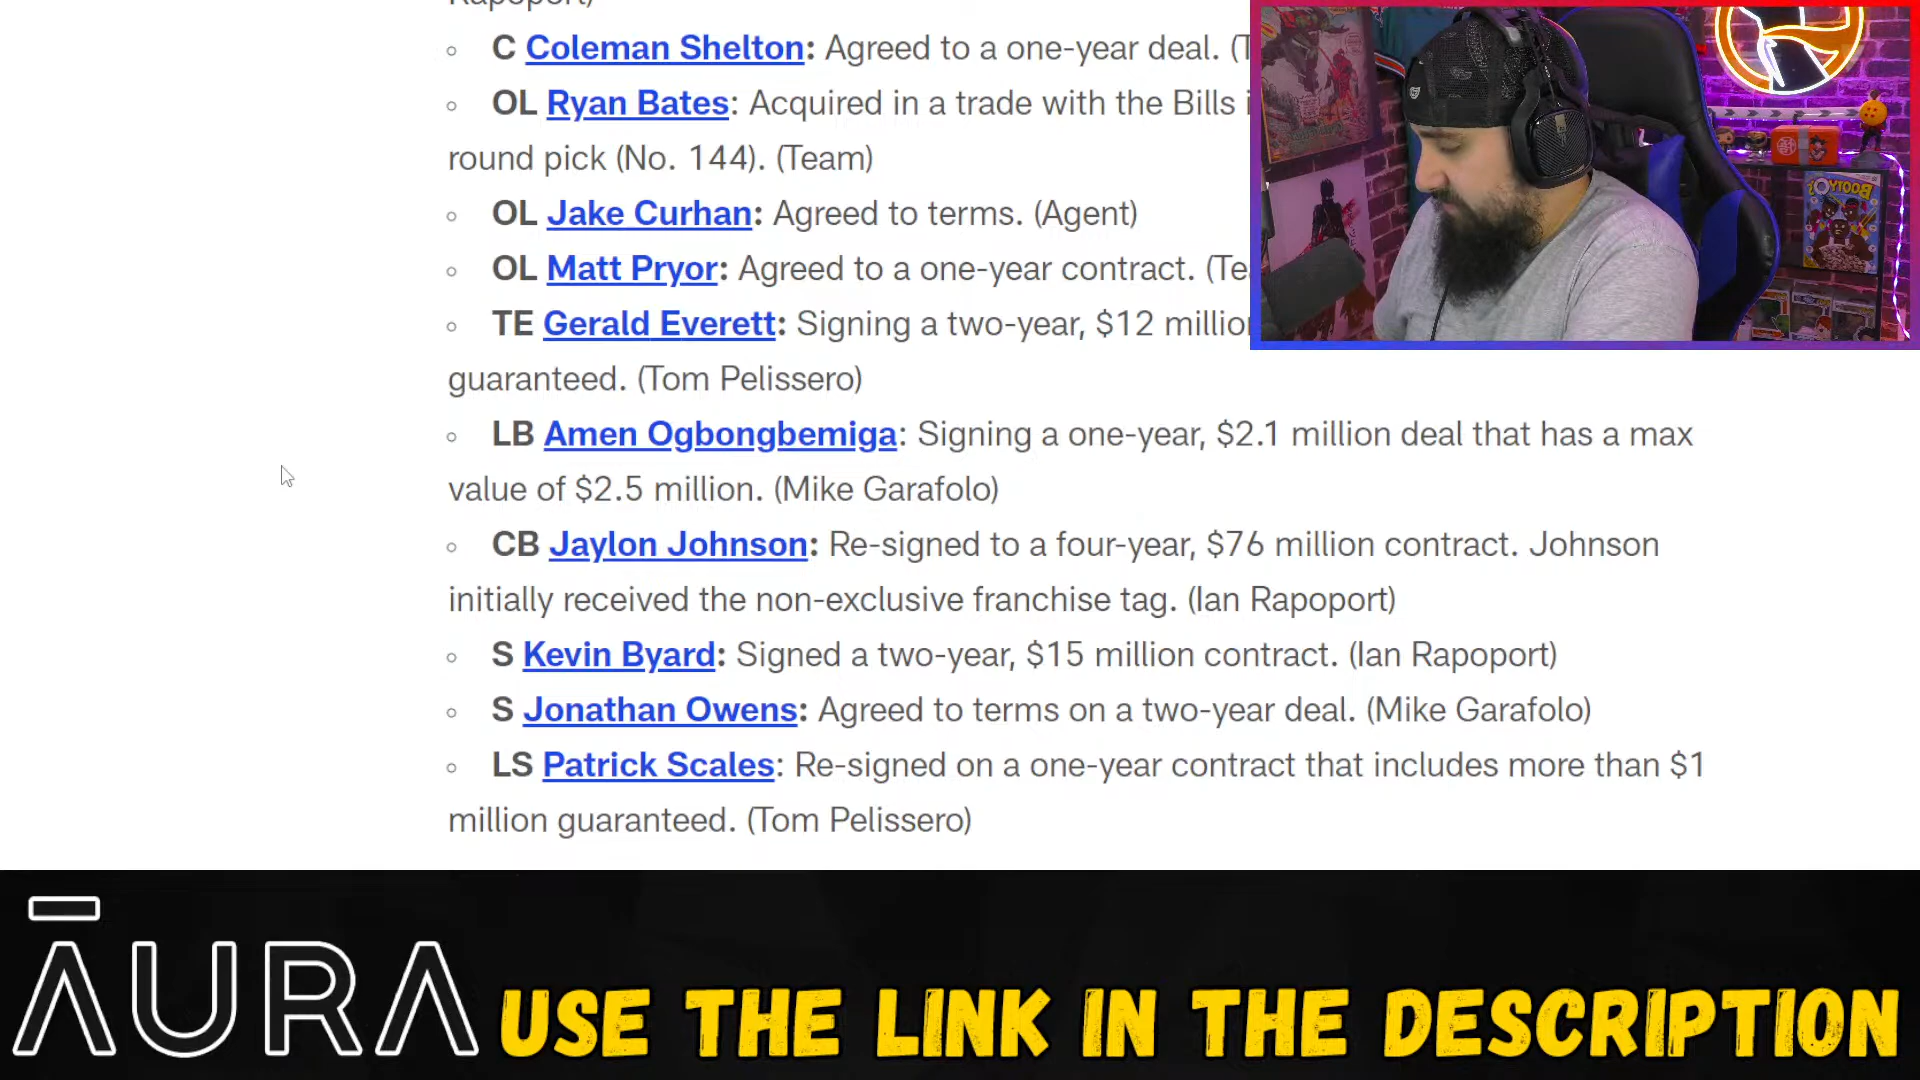 Rapoport)
C Coleman Shelton: Agreed to a one-year deal. (T
OL Ryan Bates: Acquired in a trade with the Bills i
round pick (No. 144). (Team)
OL Jake Curhan: Agreed to terms. (Agent)
OL Matt Pryor: Agreed to a one-year contract. (Te
TE Gerald Everett: Signing a two-year, $12 million
guaranteed. (Tom Pelissero)
LB Amen Ogbongbemiga: Signing a one-year, $2.1 million deal that has a max
value of $2.5 million. (Mike Garafolo)
CB Jaylon Johnson: Re-signed to a four-year, $76 million contract. Johnson
initially received the non-exclusive franchise tag. (Ian Rapoport)
S Kevin Byard: Signed a two-year, $15 million contract. (Ian Rapoport)
S Jonathan Owens: Agreed to terms on a two-year deal. (Mike Garafolo)
LS Patrick Scales: Re-signed on a one-year contract that includes more than $1
million guaranteed. (Tom Pelissero)
ĀURA USE THE LINK IN THE DESCRIPTION